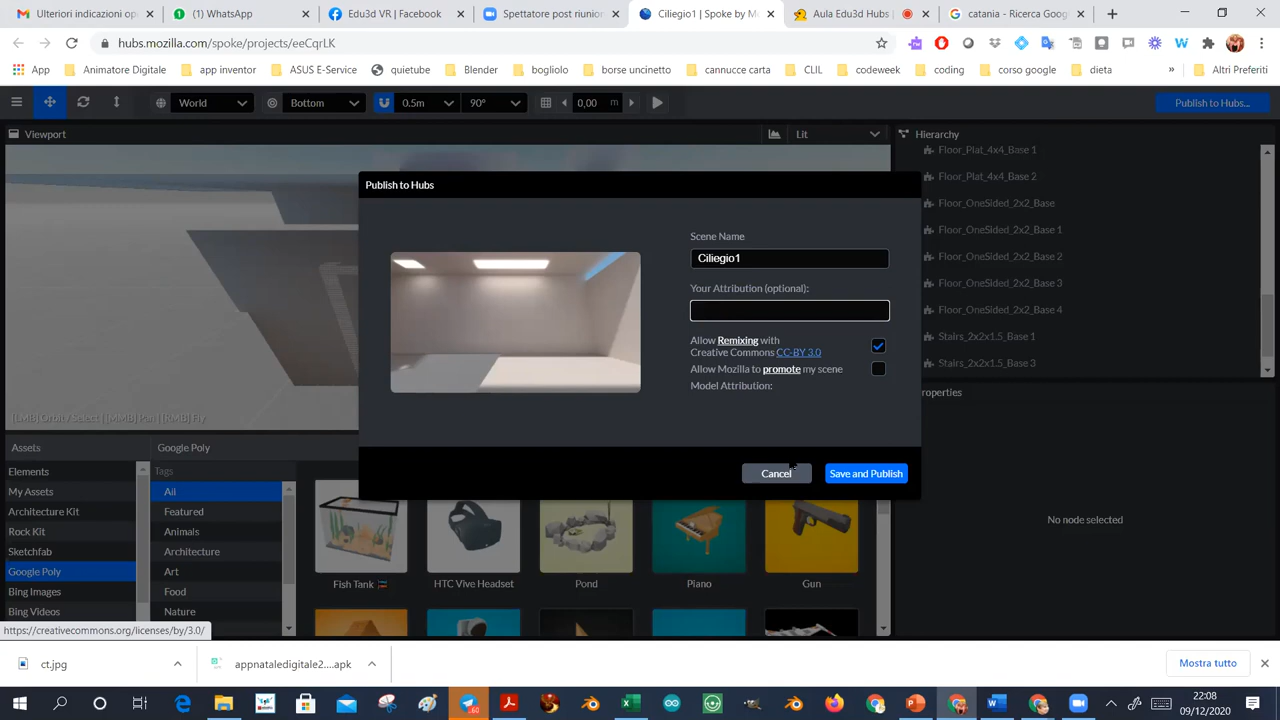 Ulteriori indicazioni op
(1) WhatsApp
Edu3d VR | Facebook
Spettatore post riunion
Ciliegio1 | Spoke by M
Aula Edu3d Hubs
catania - Ricerca Goog
hubs.mozilla.com/spoke/projects/eeCqrLK
App
Animatore Digitale
app inventor
ASUS E-Service
quietube
Blender
bogliolo
borse uncinetto
cannucce carta
CLIL
codeweek
coding
corso google
dieta
»
Altri Preferiti
World
Bottom
0.5m
90°
0,00 m
Publish to Hubs...
Viewport
Lit
Hierarchy
Floor_Plat_4x4_Base 1
Floor_Plat_4x4_Base 2
Floor_OneSided_2x2_Base
Floor_OneSided_2x2_Base 1
Floor_OneSided_2x2_Base 2
Floor_OneSided_2x2_Base 3
Floor_OneSided_2x2_Base 4
Stairs_2x2x1.5_Base 1
Stairs_2x2x1.5_Base 3
Publish to Hubs
Scene Name
Ciliegio1
Your Attribution (optional):
Allow Remixing with
Creative Commons CC-BY 3.0
Allow Mozilla to promote my scene
Model Attribution:
Cancel
Save and Publish
[LMB] Orbit / Select | [MMB] Pan | [RMB] Fly
roperties
No node selected
Assets
Elements
My Assets
Architecture Kit
Rock Kit
Sketchfab
Google Poly
Bing Images
Bing Videos
Google Poly
Tags
All
Featured
Animals
Architecture
Art
Food
Nature
Fish Tank
HTC Vive Headset
Pond
Piano
Gun
https://creativecommons.org/licenses/by/3.0/
ct.jpg
appnataledigitale2....apk
Mostra tutto
22:08
09/12/2020